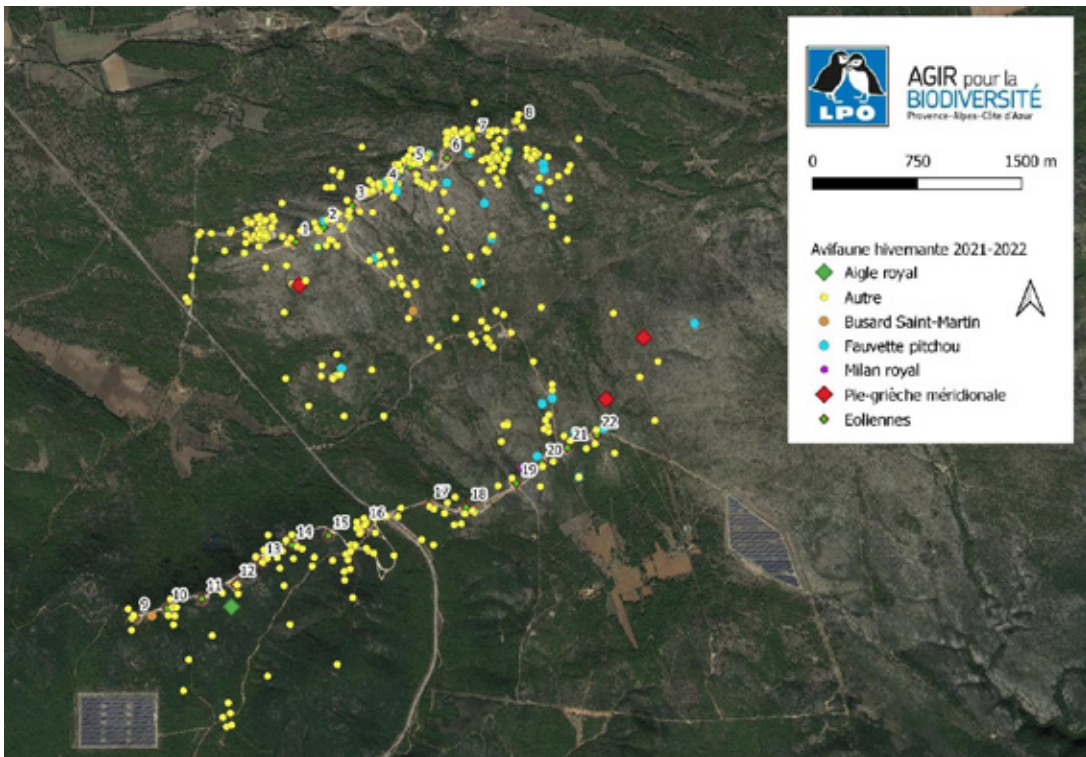 LPO
AGIR pour la
BIODIVERSITÉ
Provence-Alpes-Côte d'Azur
0 750 1500 m
Avifaune hivernante 2021-2022
Aigle royal
Autre
Busard Saint-Martin
Fauvette pitchou
Milan royal
Pie-grièche méridionale
Eoliennes
8
7
6
5
4
3
2
1
22
21
20
19
18
17
16
15
14
13
12
11
10
9